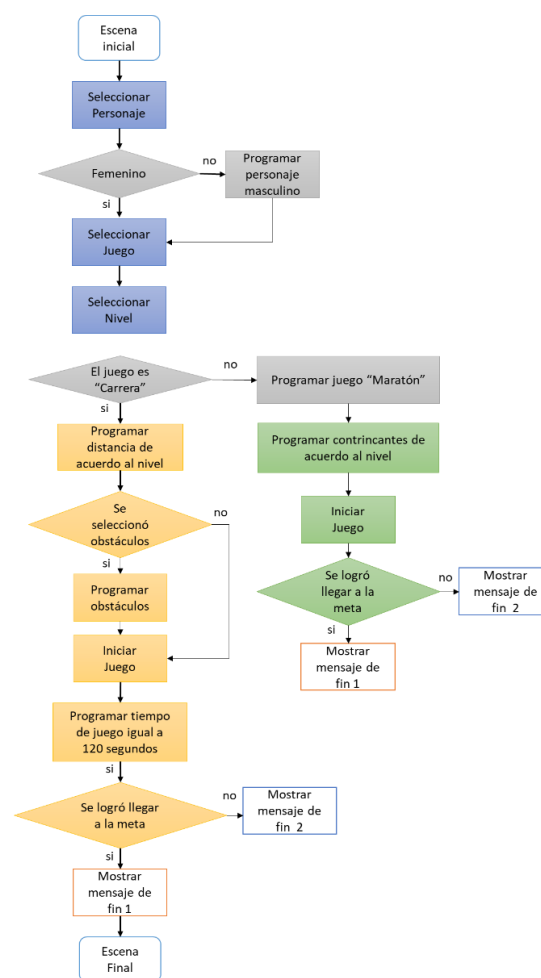 Escena
inicial
Seleccionar
Personaje
Femenino
no
Programar
personaje
masculino
si
Seleccionar
Juego
Seleccionar
Nivel
El juego es
“Carrera”
no
Programar juego “Maratón”
si
Programar
distancia de
acuerdo al nivel
Programar contrincantes de
acuerdo al nivel
Se
seleccionó
obstáculos
no
si
Iniciar
Juego
Programar
obstáculos
Se logró
llegar a la
meta
no
Mostrar
mensaje de
fin 2
si
Mostrar
mensaje de
fin 1
Iniciar
Juego
Programar tiempo
de juego igual a
120 segundos
si
Se logró llegar
a la meta
no
Mostrar
mensaje de
fin 2
si
Mostrar
mensaje de
fin 1
Escena
Final